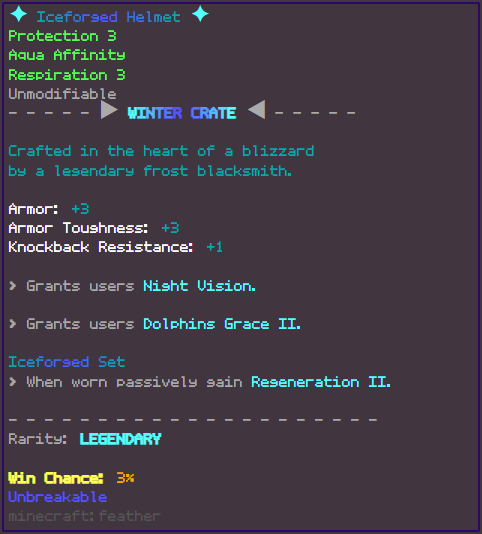 ✦ Iceforged Helmet ✦
Protection 3
Aqua Affinity
Respiration 3
Unmodifiable
- - - - - ▶ WINTER CRATE ◀ - - - - -
Crafted in the heart of a blizzard
by a legendary frost blacksmith.
Armor: +3
Armor Toughness: +3
Knockback Resistance: +1
> Grants users Night Vision.
> Grants users Dolphins Grace II.
Iceforged Set
> When worn passively gain Regeneration II.
- - - - - - - - - - - - - - - - - - - - -
Rarity: LEGENDARY
Win Chance: 3%
Unbreakable
minecraft:feather